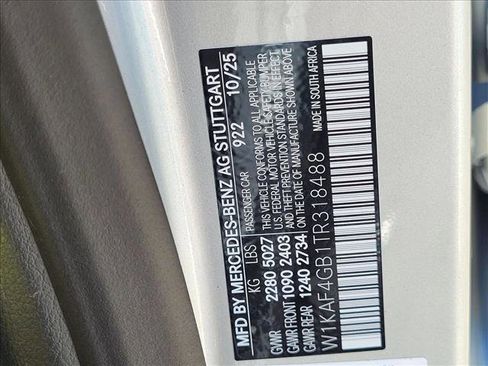 MFD BY MERCEDES-BENZ AG STUTTGART
PASSENGER CAR 922 10/25
KG LBS
GVWR 2280 5027
GAWR FRONT 1090 2403
GAWR REAR 1240 2734
THIS VEHICLE CONFORMS TO ALL APPLICABLE
U.S. FEDERAL MOTOR VEHICLE SAFETY, BUMPER
AND THEFT PREVENTION STANDARDS IN EFFECT
ON THE DATE OF MANUFACTURE SHOWN ABOVE
W1KAF4GB1TR318488
MADE IN SOUTH AFRICA